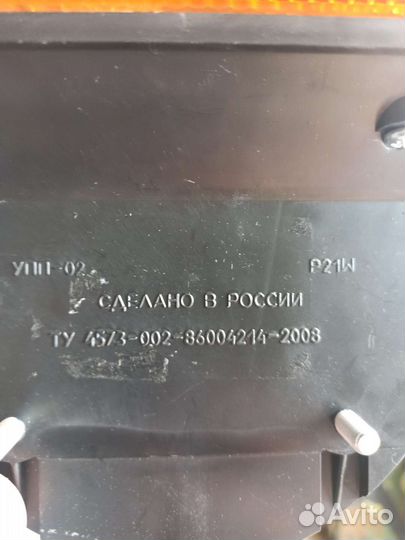 УПП-02 P21W
СДЕЛАНО В РОССИИ
ТУ 4573-002-86004214-2008
Avito